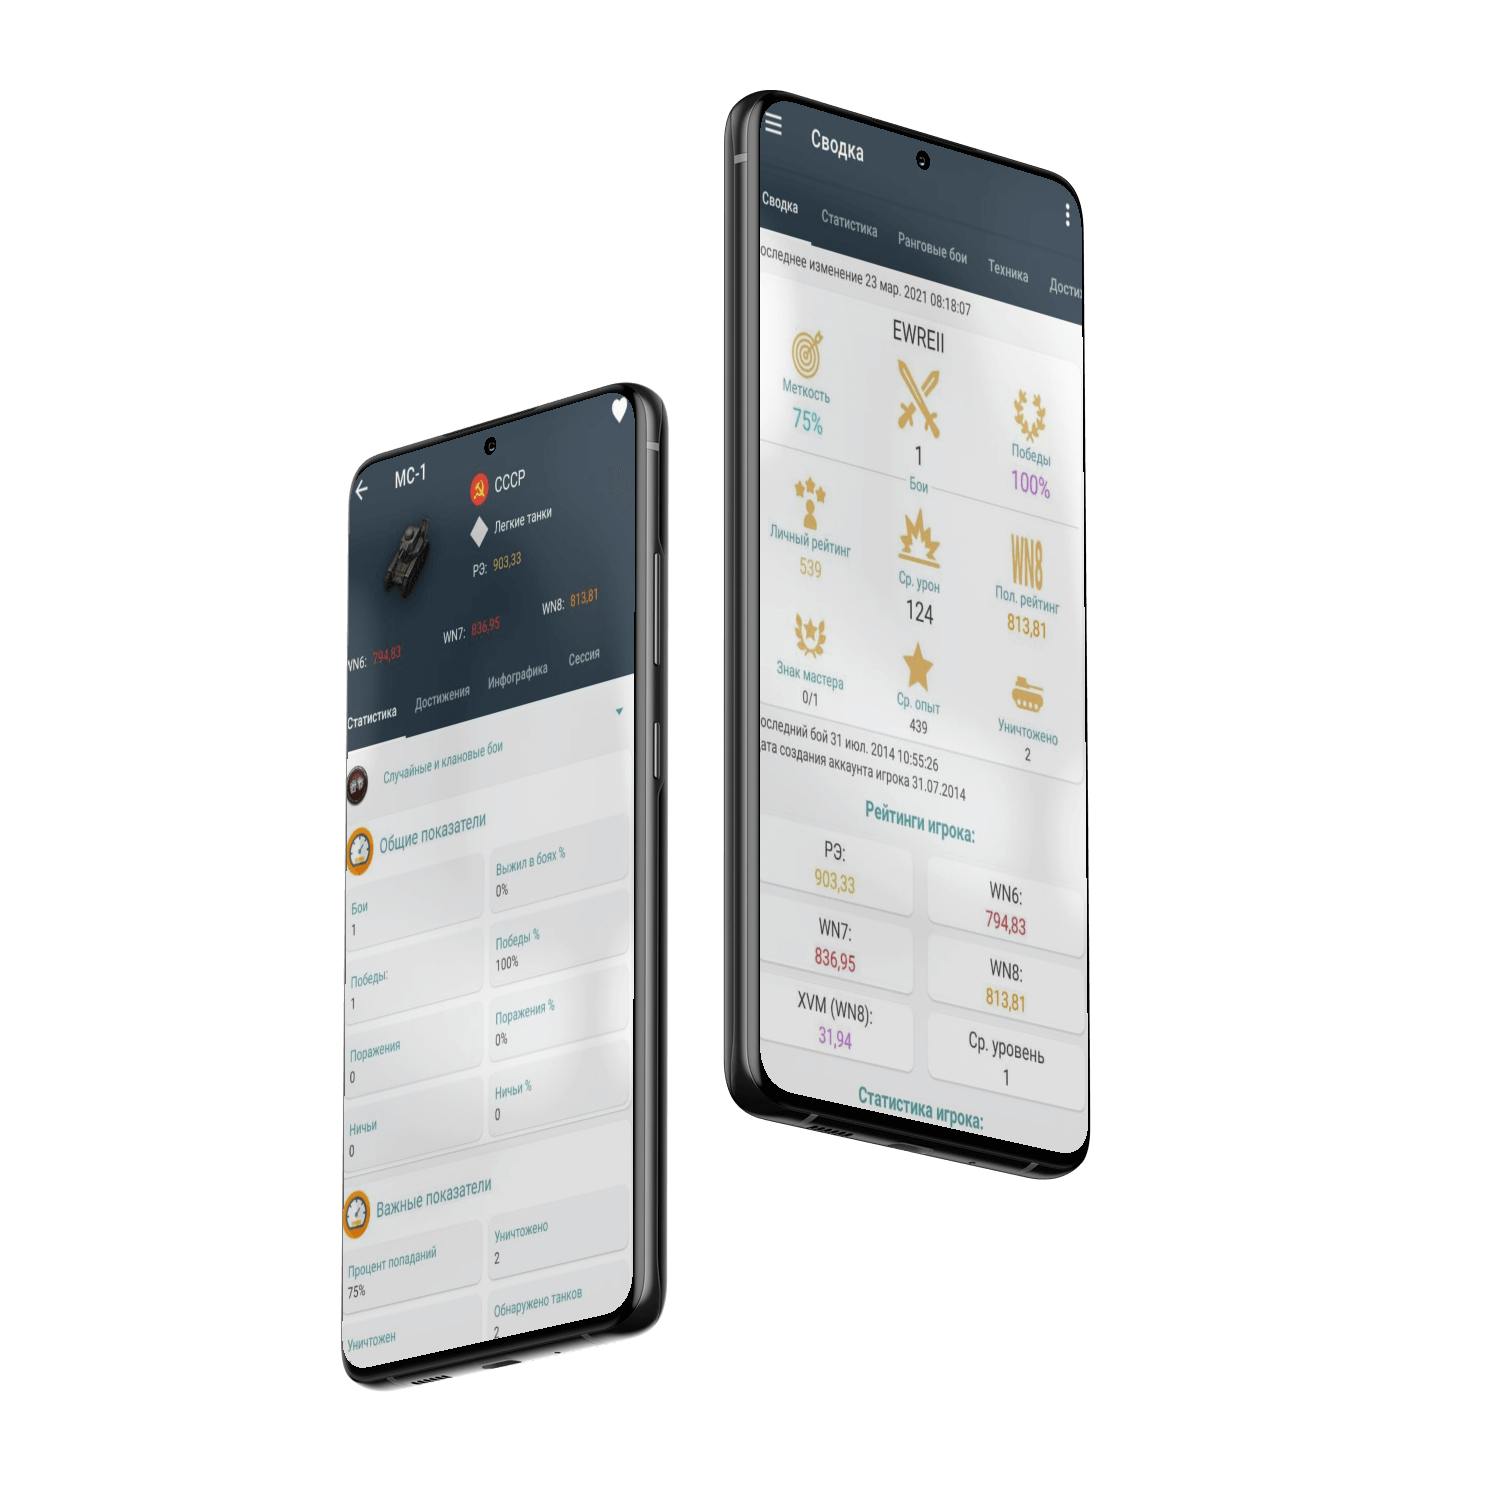 МС-1
СССР
Легкие танки
РЭ: 903,33
WN8: 813,81
WN7: 836,95
WN6: 794,83
Статистика
Достижения
Инфографика
Сессия
Случайные и клановые бои
Общие показатели
Бои
1
Выжил в боях %
0%
Победы:
1
Победы %
100%
Поражения
0
Поражения %
0%
Ничьи
0
Ничьи %
0
Важные показатели
Процент попаданий
75%
Уничтожено
2
Уничтожен
Обнаружено танков
2
Сводка
Сводка
Статистика
Ранговые бои
Техника
Дости
оследнее изменение 23 мар. 2021 08:18:07
EWREII
Меткость
75%
1
Бои
Победы
100%
Личный рейтинг
539
Ср. урон
124
WN8
Пол. рейтинг
813,81
Знак мастера
0/1
Ср. опыт
439
Уничтожено
2
оследний бой 31 июл. 2014 10:55:26
ата создания аккаунта игрока 31.07.2014
Рейтинги игрока:
РЭ:
903,33
WN6:
794,83
WN7:
836,95
WN8:
813,81
XVM (WN8):
31,94
Ср. уровень
1
Статистика игрока: